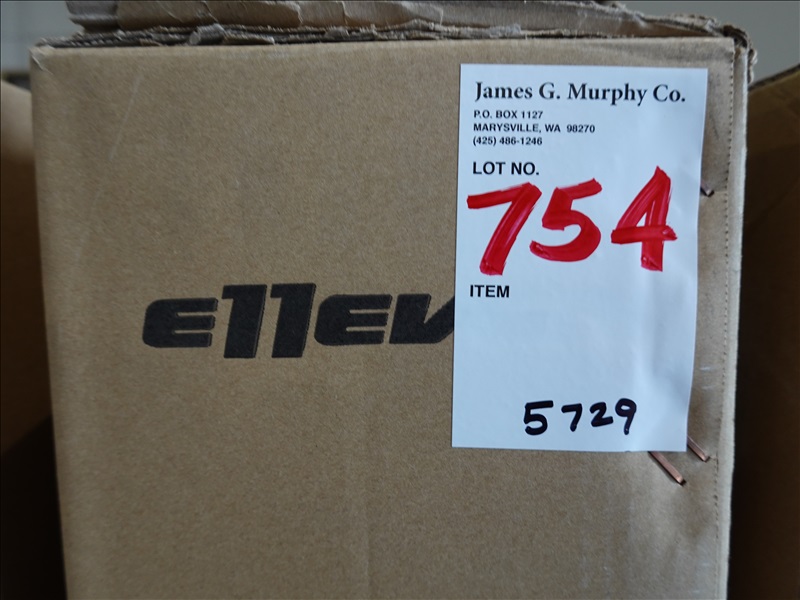 James G. Murphy Co.
P.O. BOX 1127
MARYSVILLE, WA 98270
(425) 486-1246
LOT NO.
754
ITEM
5729